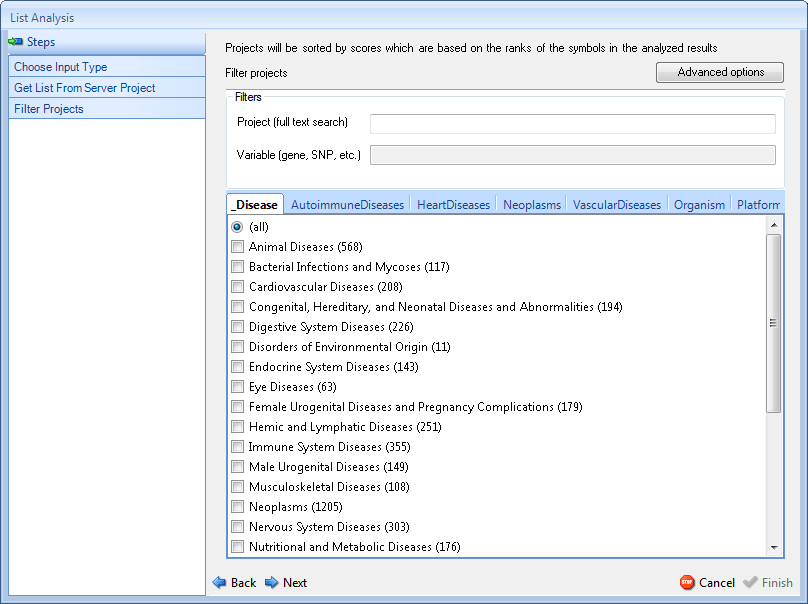 List Analysis
Steps
Choose Input Type
Get List From Server Project
Filter Projects
Projects will be sorted by scores which are based on the ranks of the symbols in the analyzed results
Filter projects
Advanced options
Filters
Project (full text search)
Variable (gene, SNP, etc.)
_Disease AutoimmuneDiseases HeartDiseases Neoplasms VascularDiseases Organism Platform
(all)
Animal Diseases (568)
Bacterial Infections and Mycoses (117)
Cardiovascular Diseases (208)
Congenital, Hereditary, and Neonatal Diseases and Abnormalities (194)
Digestive System Diseases (226)
Disorders of Environmental Origin (11)
Endocrine System Diseases (143)
Eye Diseases (63)
Female Urogenital Diseases and Pregnancy Complications (179)
Hemic and Lymphatic Diseases (251)
Immune System Diseases (355)
Male Urogenital Diseases (149)
Musculoskeletal Diseases (108)
Neoplasms (1205)
Nervous System Diseases (303)
Nutritional and Metabolic Diseases (176)
Back Next STOP Cancel Finish